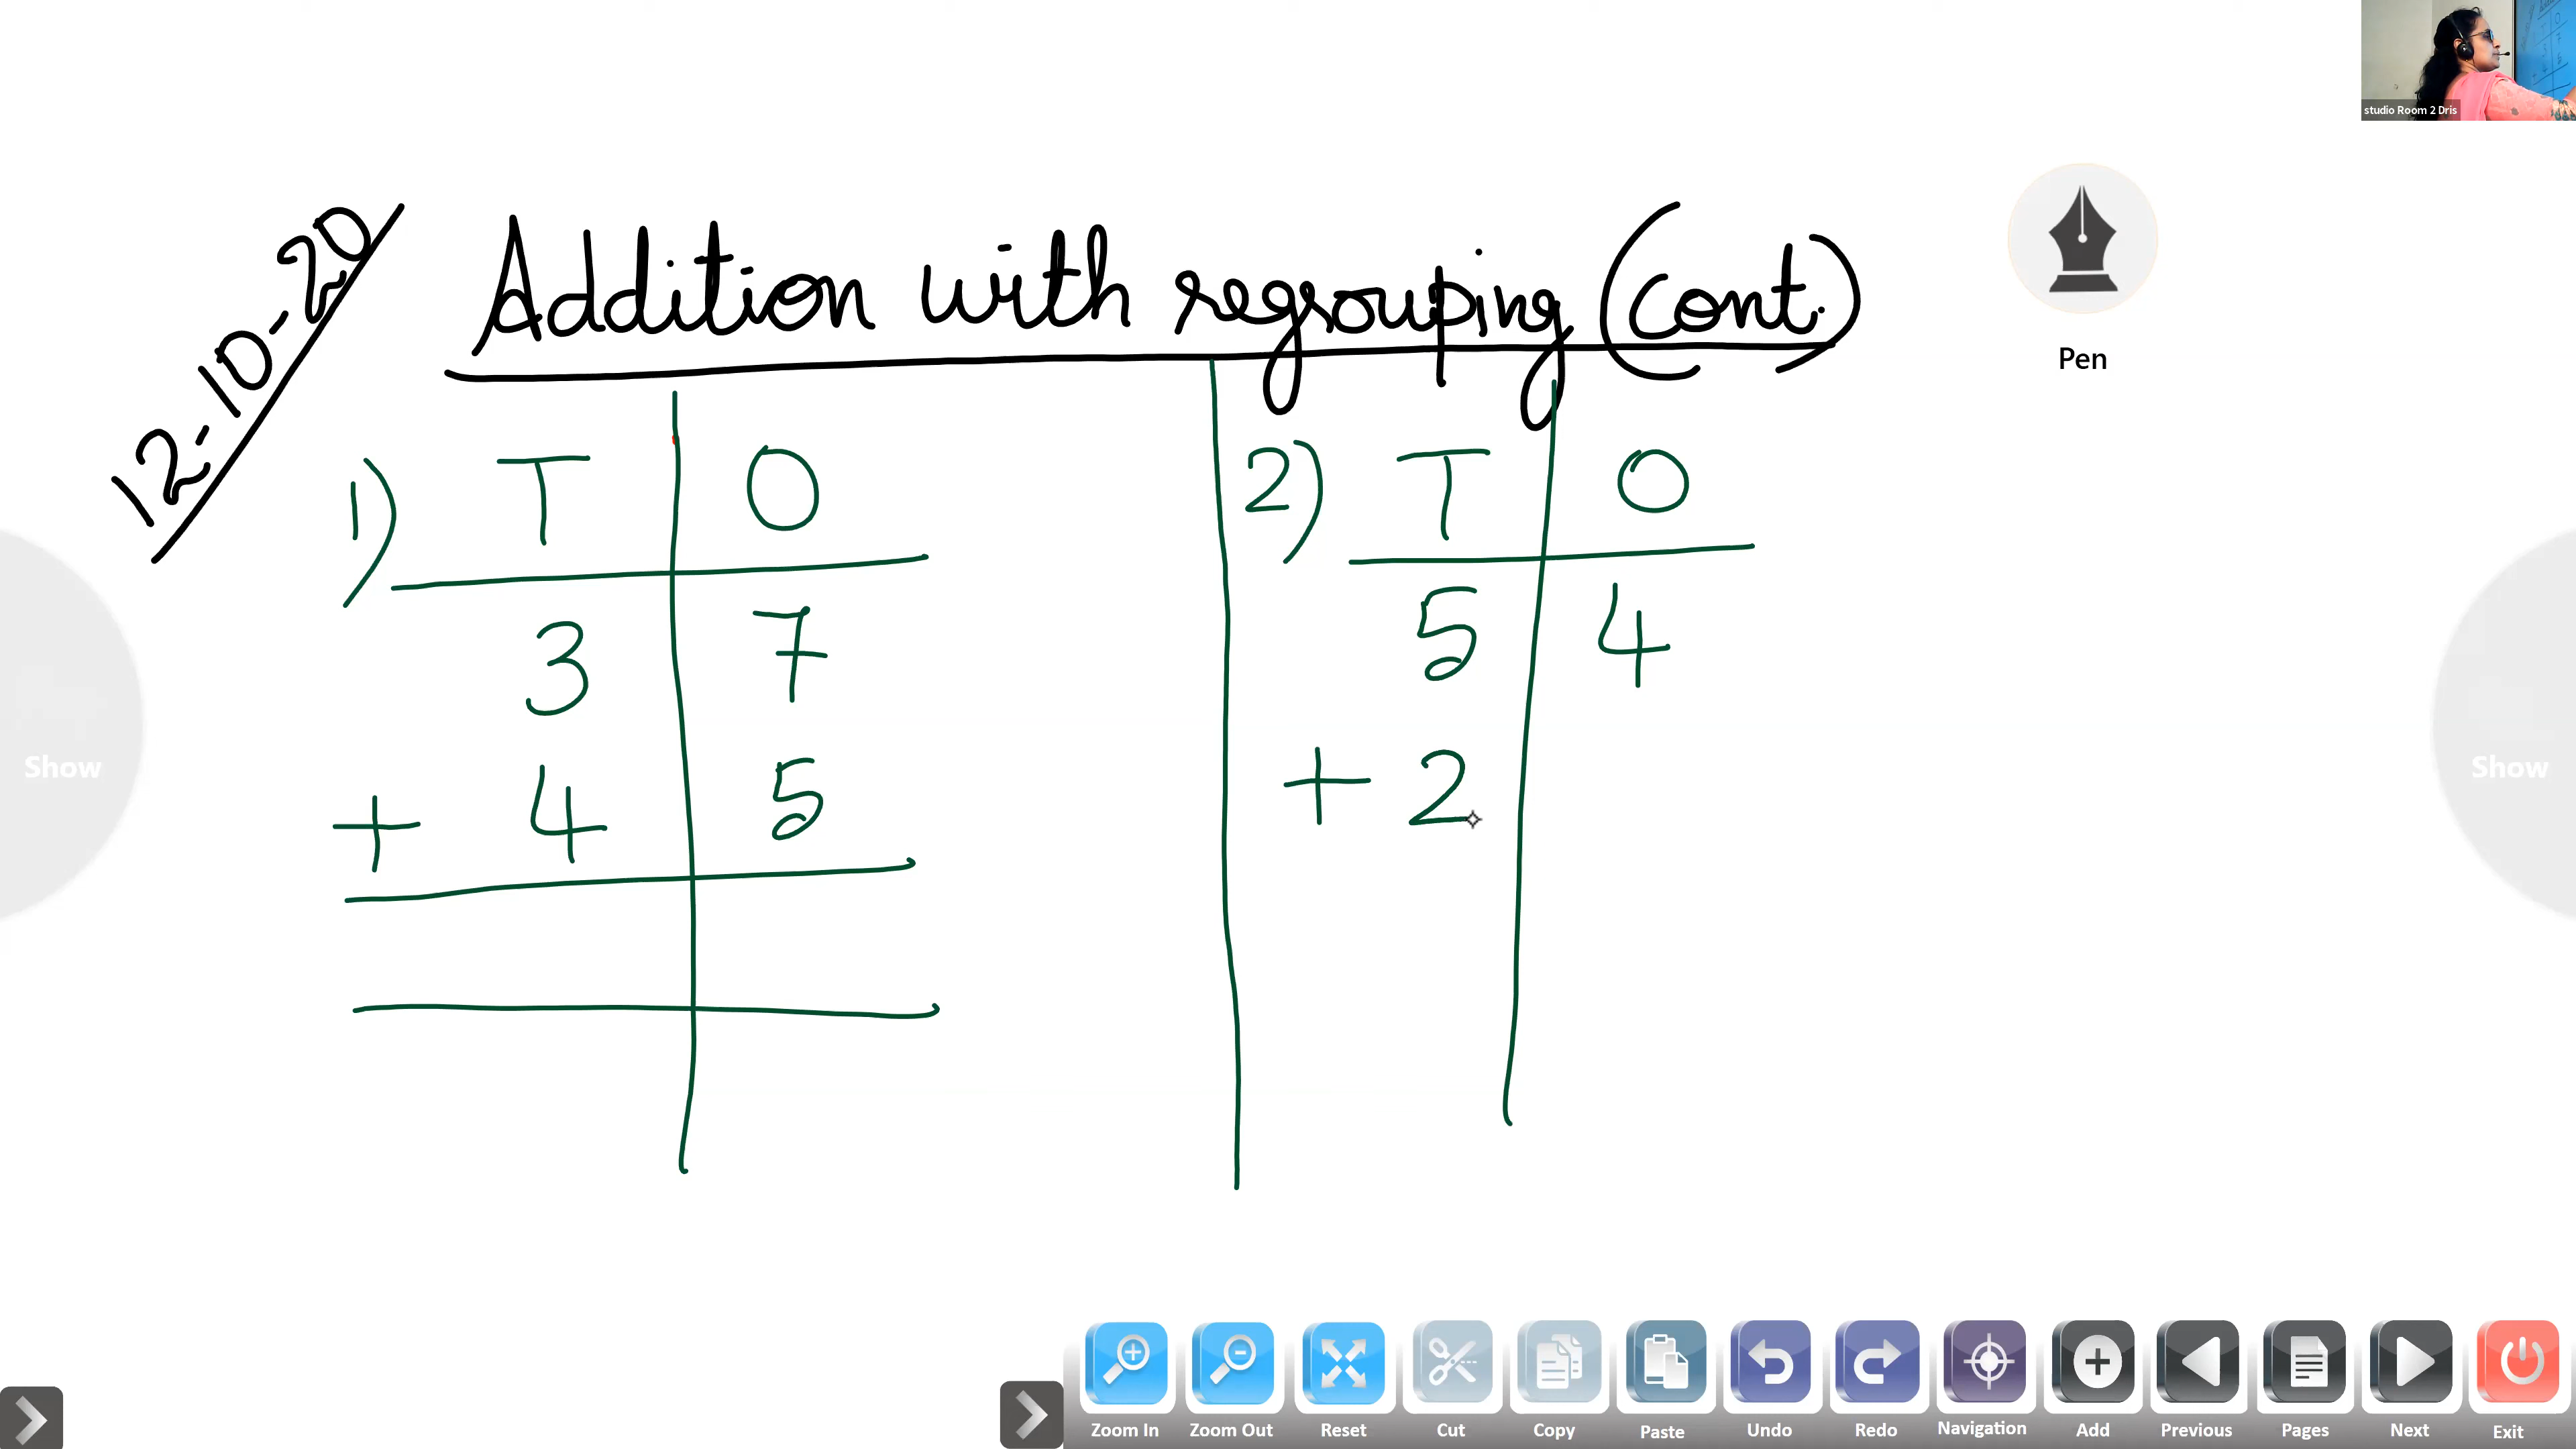 studio Room 2 Dris
12-10-20
Addition with regrouping (cont.)
Pen
1) T O
3 7
+ 4 5
2) T O
5 4
+ 2
Show
Show
Zoom In Zoom Out Reset Cut Copy Paste Undo Redo Navigation Add Previous Pages Next Exit